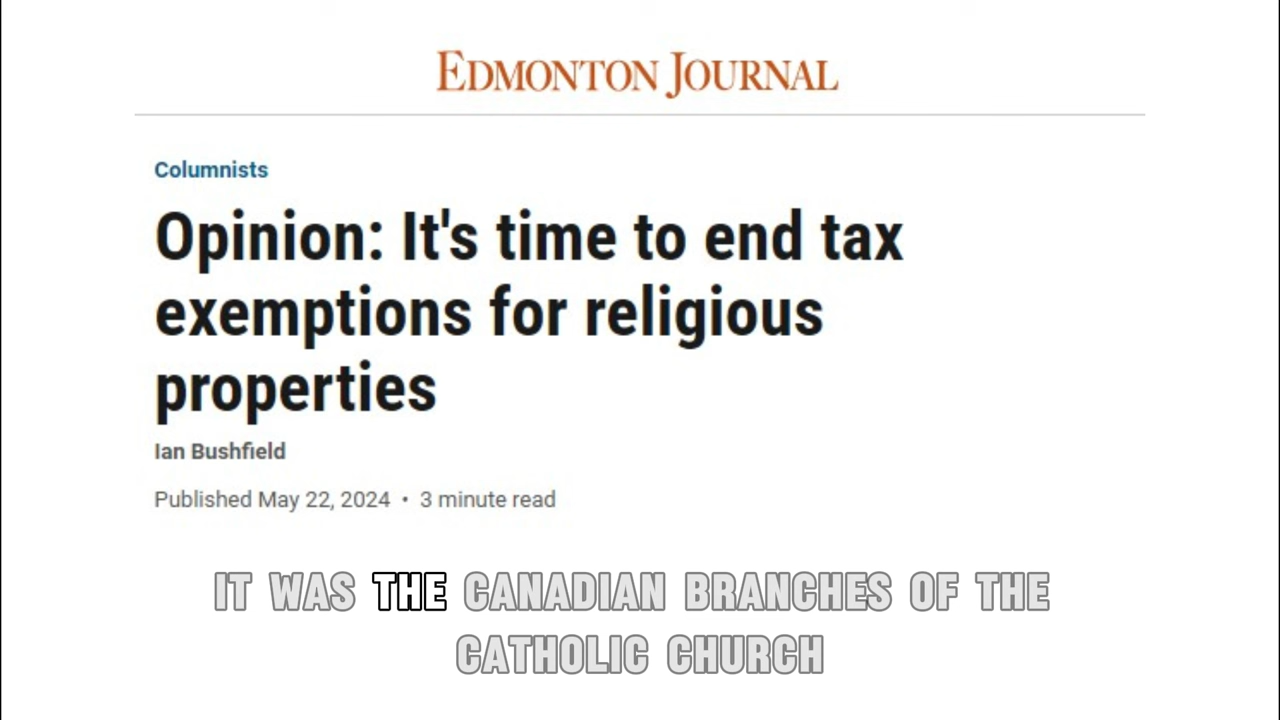 EDMONTON JOURNAL
Columnists
Opinion: It's time to end tax
exemptions for religious
properties
Ian Bushfield
Published May 22, 2024 • 3 minute read
IT WAS THE CANADIAN BRANCHES OF THE
CATHOLIC CHURCH